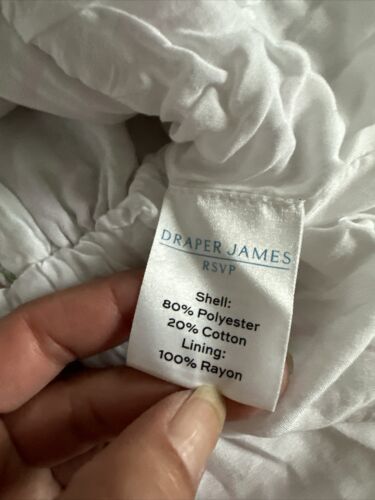 DRAPER JAMES
RSVP
Shell:
80% Polyester
20% Cotton
Lining:
100% Rayon